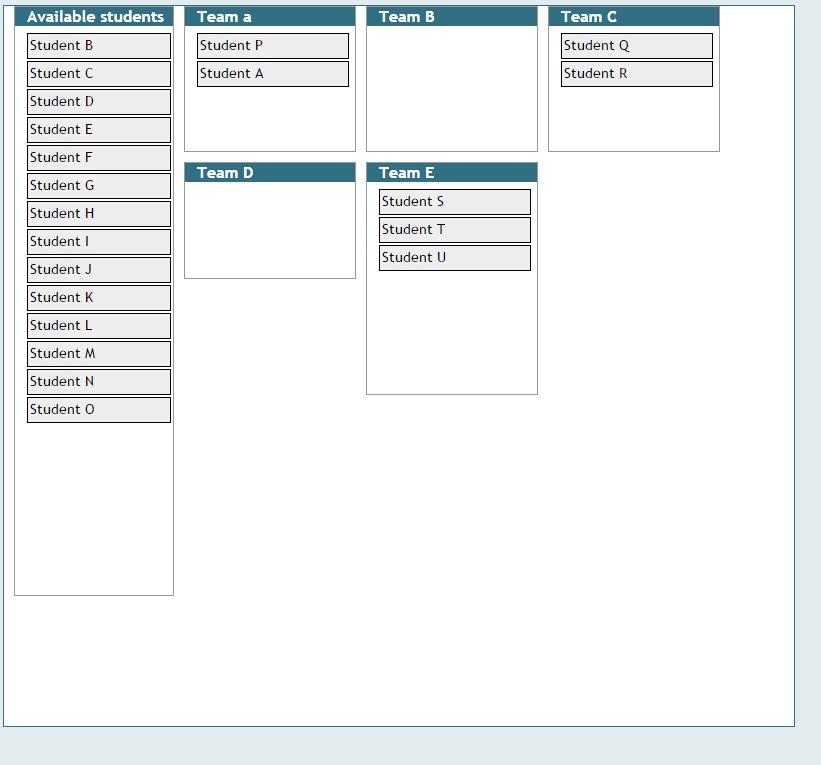 Available students
Student B
Student C
Student D
Student E
Student F
Student G
Student H
Student I
Student J
Student K
Student L
Student M
Student N
Student O
Team a
Student P
Student A
Team B
Team C
Student Q
Student R
Team D
Team E
Student S
Student T
Student U